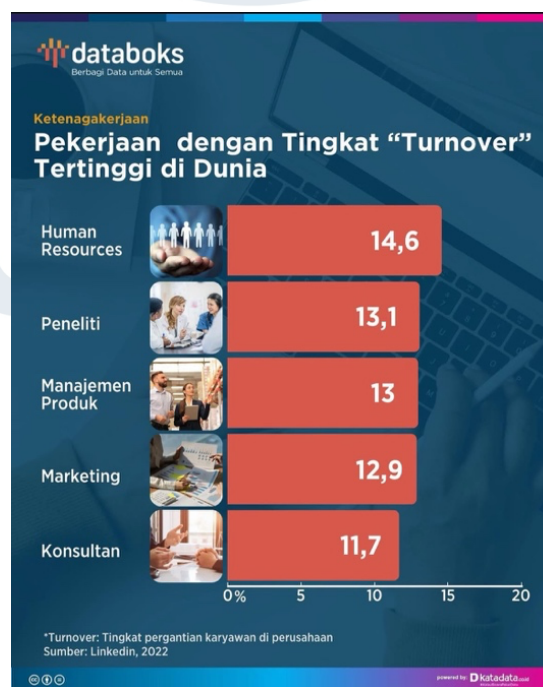 databoks
Berbagi Data untuk Semua
Ketenagakerjaan
Pekerjaan dengan Tingkat “Turnover”
Tertinggi di Dunia
Human
Resources
14,6
Peneliti
13,1
Manajemen
Produk
13
Marketing
12,9
Konsultan
11,7
0% 5 10 15 20
*Turnover: Tingkat pergantian karyawan di perusahaan
Sumber: Linkedin, 2022
powered by: Dkatadata